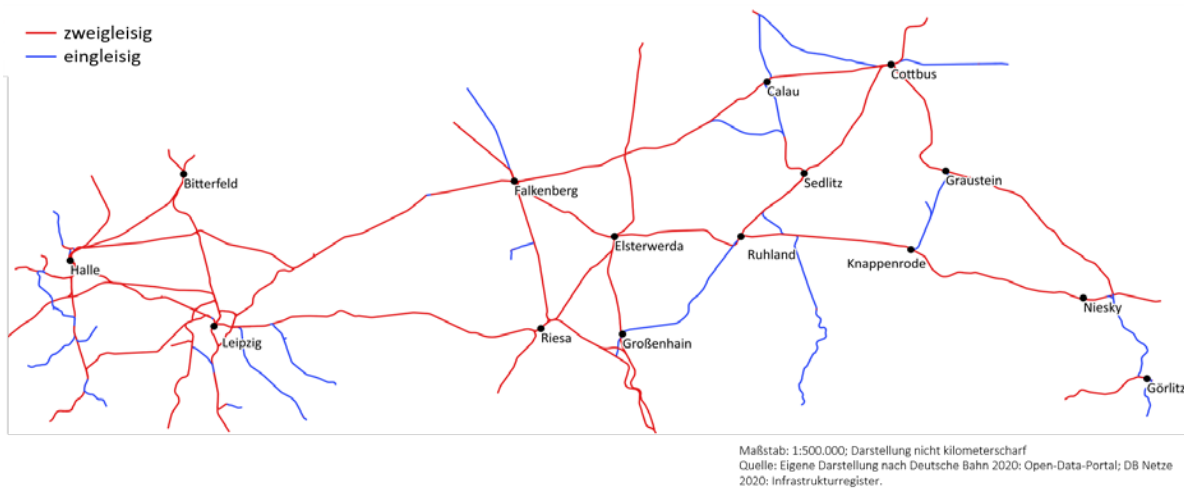 zweigleisig
eingleisig
Cottbus
Calau
Bitterfeld
Falkenberg
Sedlitz
Graustein
Elsterwerda
Ruhland
Halle
Knappenrode
Niesky
Leipzig
Riesa
Großenhain
Görlitz
Maßstab: 1:500.000; Darstellung nicht kilometerscharf
Quelle: Eigene Darstellung nach Deutsche Bahn 2020: Open-Data-Portal; DB Netze
2020: Infrastrukturregister.